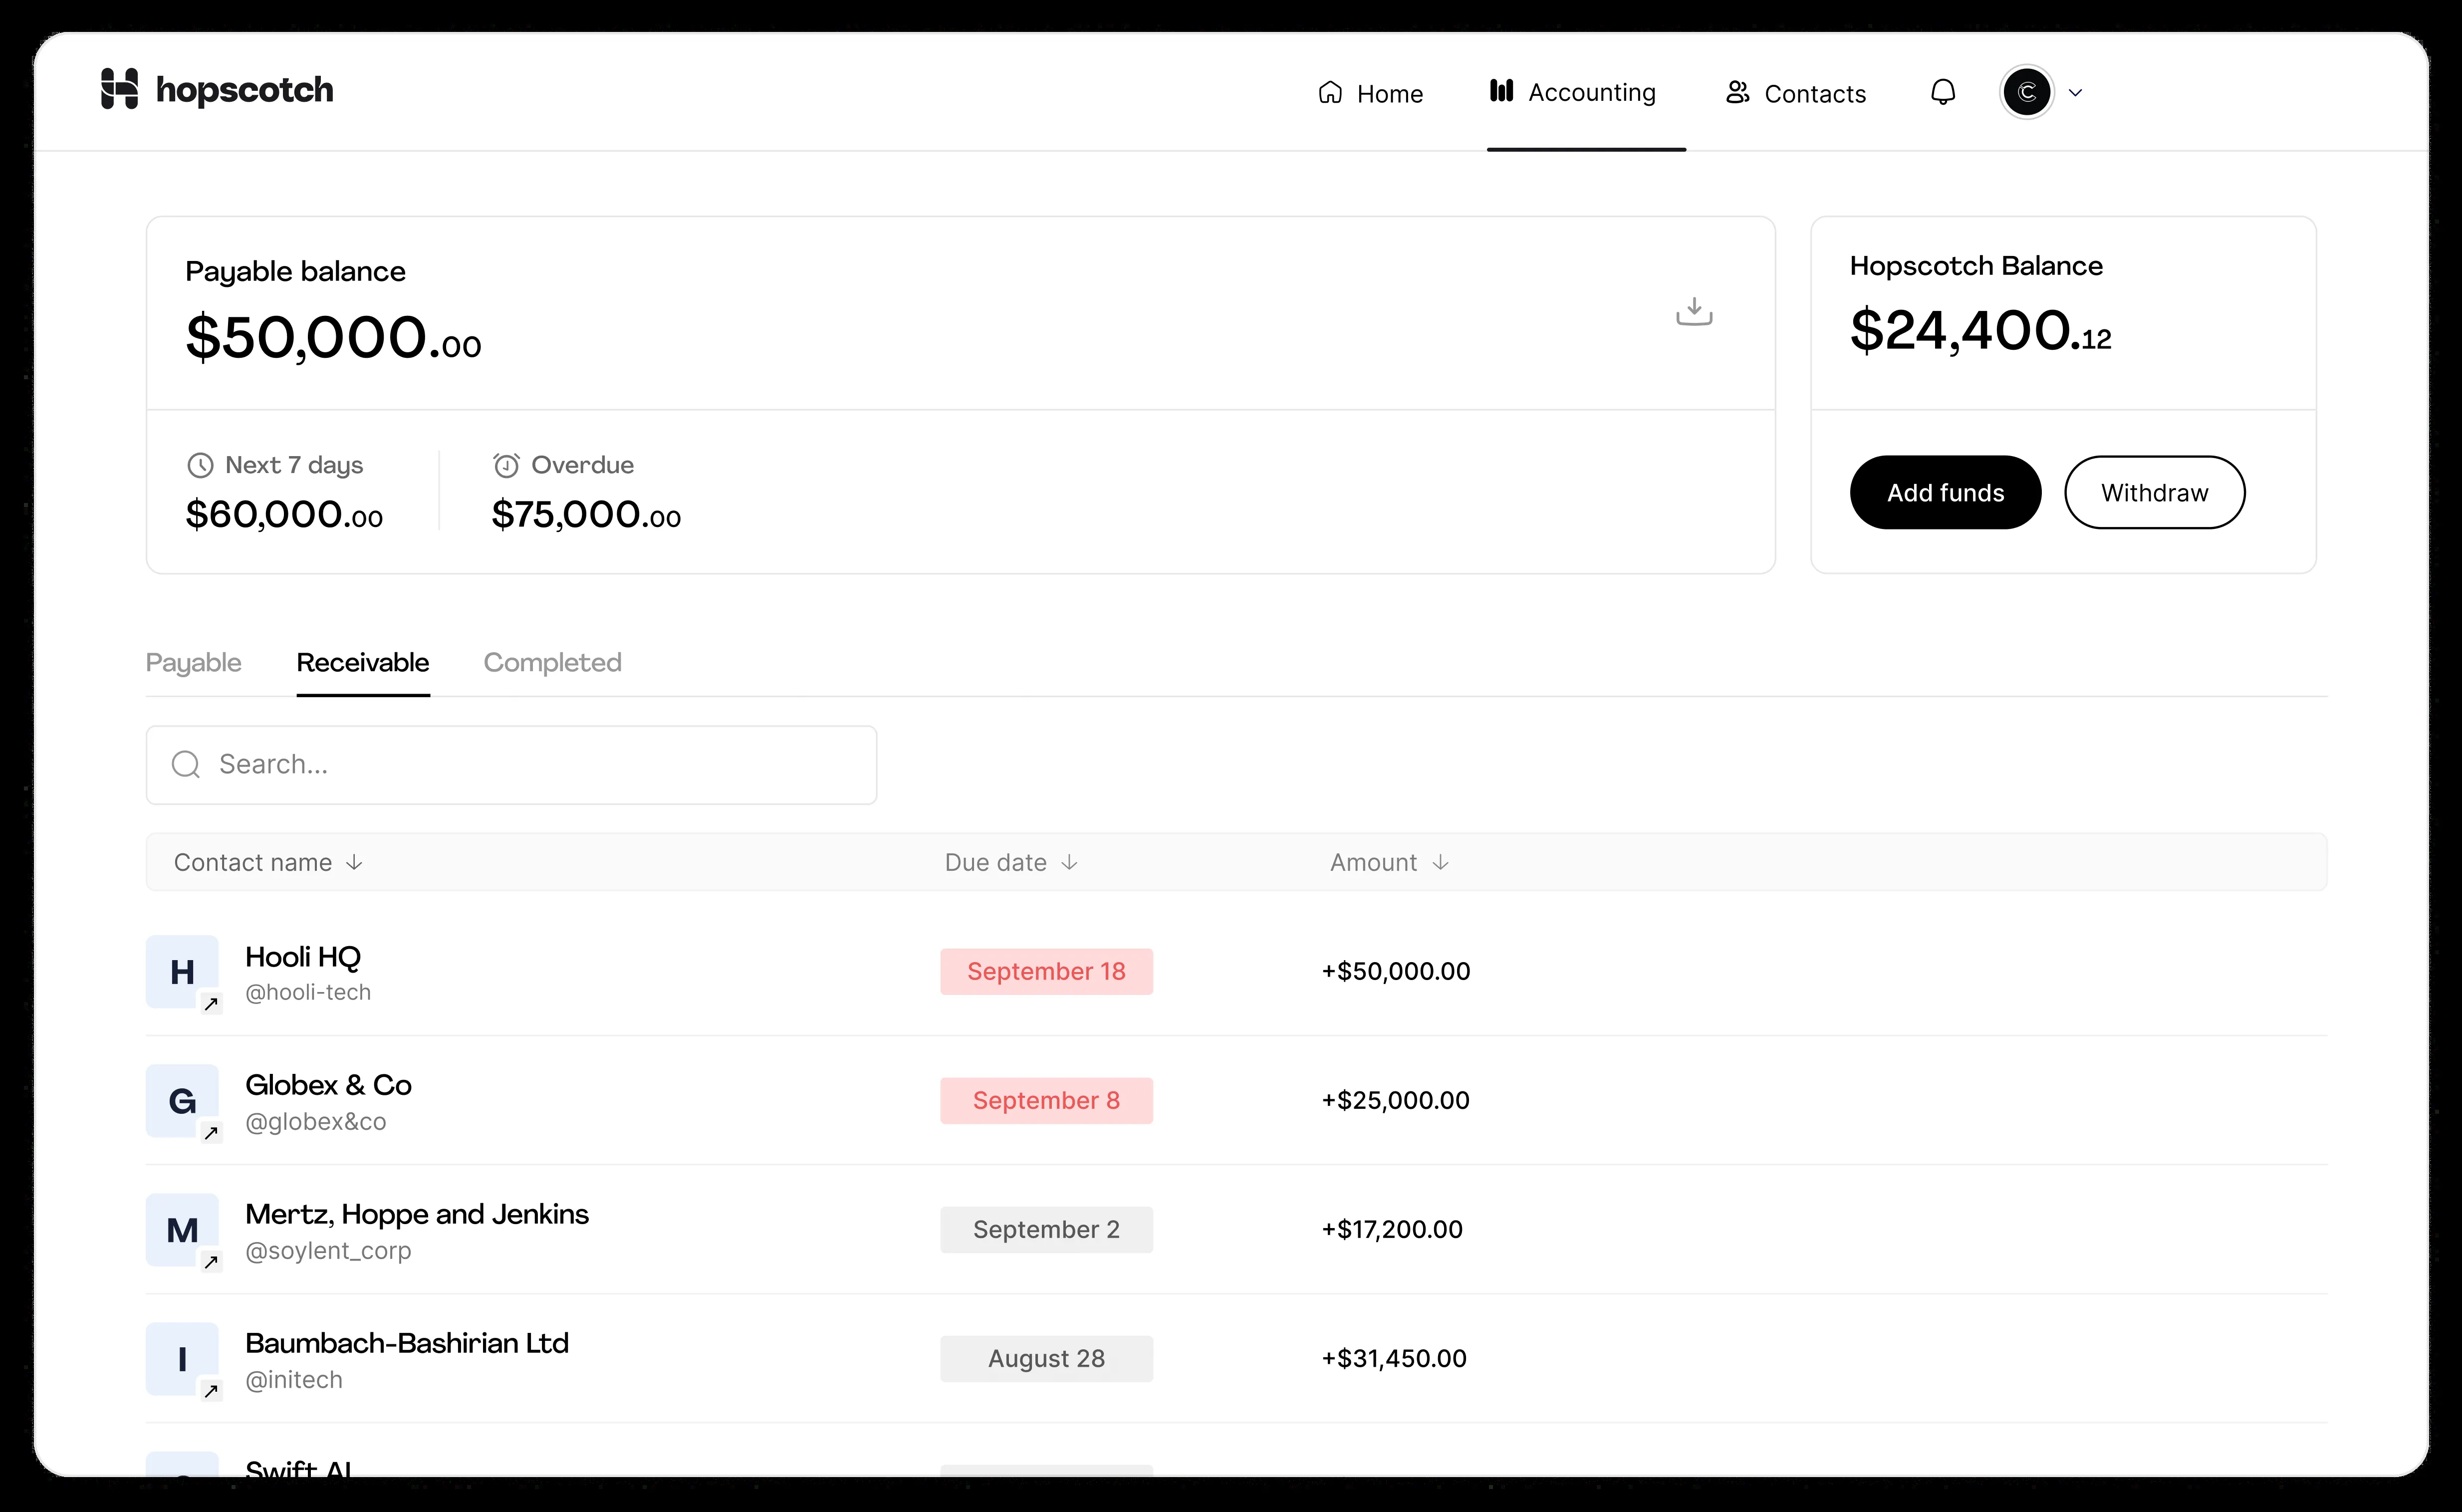 hopscotch
Home Accounting Contacts C
Payable balance
$50,000.00
Hopscotch Balance
$24,400.12
Next 7 days
$60,000.00
Overdue
$75,000.00
Add funds Withdraw
Payable Receivable Completed
Search...
Contact name Due date Amount
H Hooli HQ
@hooli-tech
September 18 +$50,000.00
G Globex & Co
@globex&co
September 8 +$25,000.00
M Mertz, Hoppe and Jenkins
@soylent_corp
September 2 +$17,200.00
I Baumbach-Bashirian Ltd
@initech
August 28 +$31,450.00
Swift